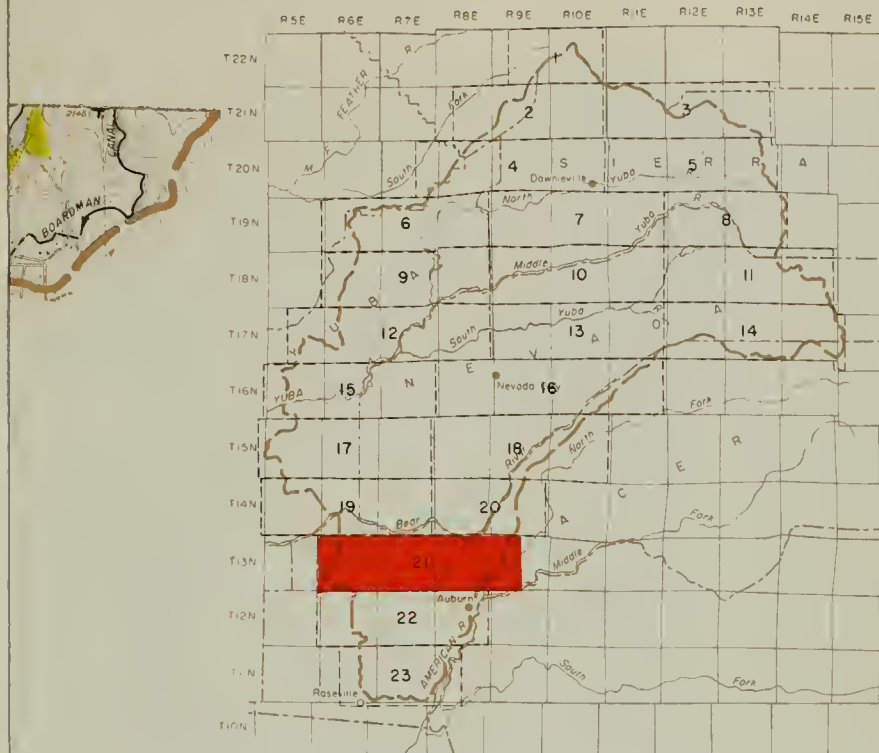 R5E R6E R7E R8E R9E R10E R11E R12E R13E R14E R15E
T22N
FEATHER R
Fork
T21N
2 3
CANAL
BOARDMAN
T20N
M F South
4 S I E R R A
5
Downieville
Yuba R
T19N
6 North 7 Yuba R 8
T18N
9 Middle 10 11
YUBA
T17N
12 South Yuba 13 14
T16N
YUBA 15 NEVADA
Nevada City
16 Fork
T15N
17 18 River North
T14N
19 20
Bear
PLACER
Fork
T13N
21 Middle
T12N
22 Auburn
AMERICAN R
23
South
Fork
Roseville
T10N